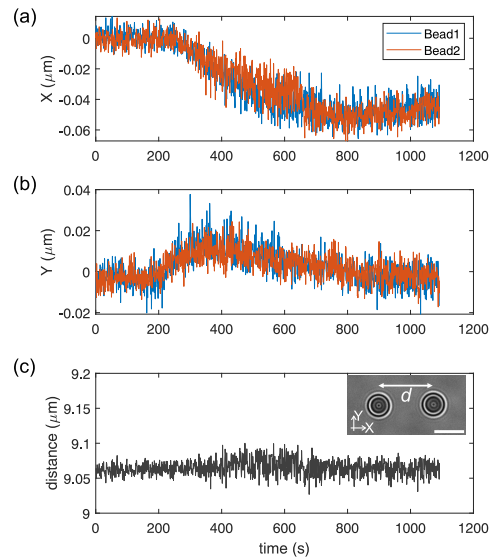 (a)
X (μm)
0
-0.02
-0.04
-0.06
Bead1
Bead2
0 200 400 600 800 1000 1200
(b)
Y (μm)
0.04
0.02
0
-0.02
0 200 400 600 800 1000 1200
(c)
distance (μm)
9.2
9.15
9.1
9.05
9
d
Y
X
0 200 400 600 800 1000 1200
time (s)